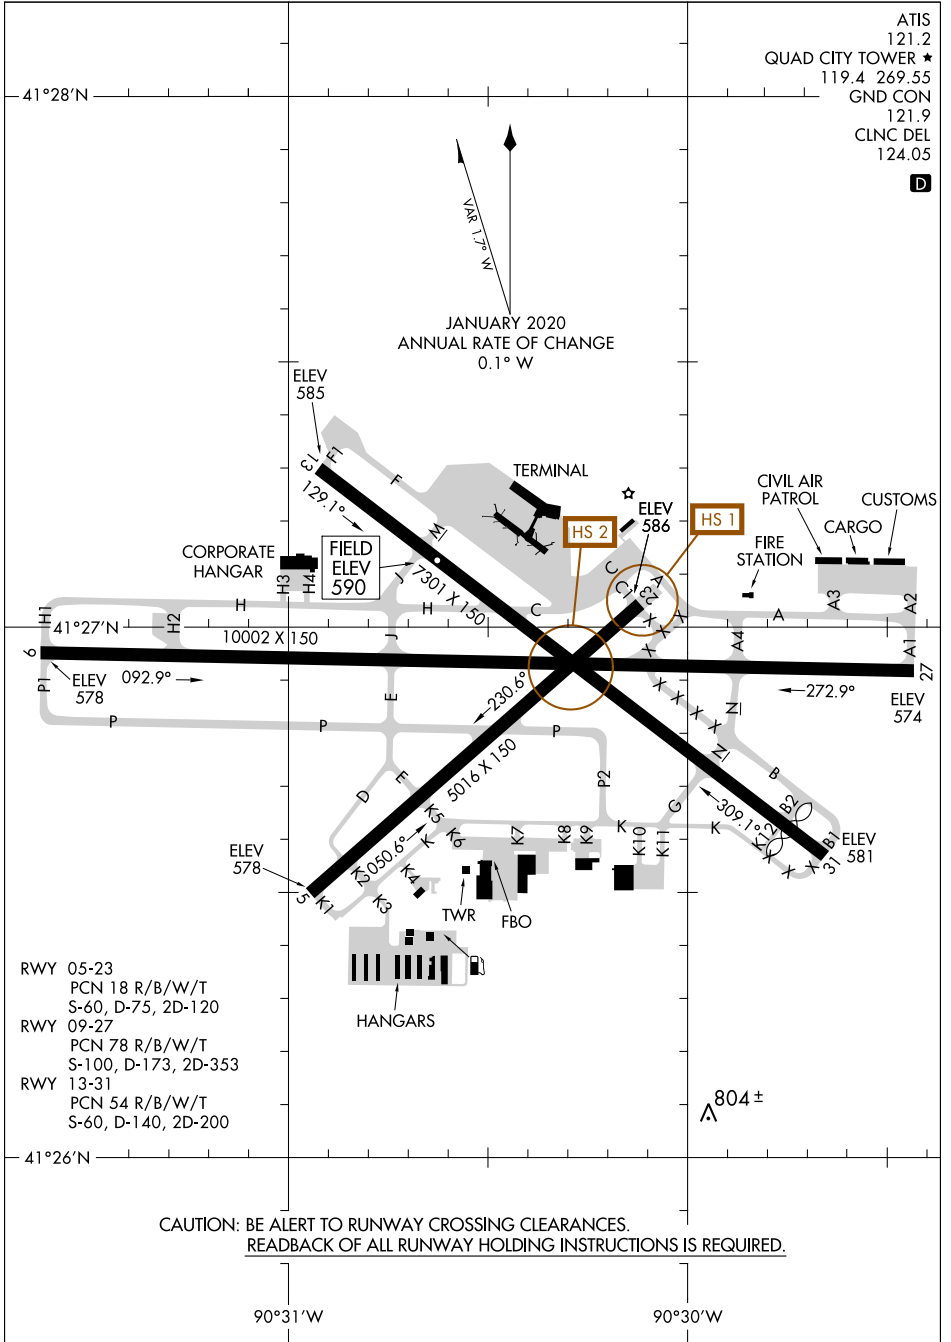 ATIS
121.2
QUAD CITY TOWER ★
119.4 269.55
GND CON
121.9
CLNC DEL
124.05
D
41°28'N
VAR 1.7° W
JANUARY 2020
ANNUAL RATE OF CHANGE
0.1° W
ELEV
585
13
F1
F
129.1°
TERMINAL
ELEV
586
HS 2
HS 1
CIVIL AIR
PATROL
CUSTOMS
CARGO
FIRE
STATION
CORPORATE
HANGAR
FIELD
ELEV
590
M
J
7301 X 150
H3
H4
H
H
C
C
C1
A
23
A
A3
A2
H1
H2
41°27'N
10002 X 150
J
A4
A1
9
ELEV
578
092.9°
P1
27
272.9°
ELEV
574
230.6°
E
P
P
P
5016 X 150
P2
N
N
B
B2
B1
D
E
K5
K
K6
K7
K8
K9
K
K10
K11
G
K
K12
309.1°
ELEV
581
31
X X X X X X X X X X X
ELEV
578
050.6°
5
K1
K2
K3
K4
TWR
FBO
HANGARS
RWY 05-23
PCN 18 R/B/W/T
S-60, D-75, 2D-120
RWY 09-27
PCN 78 R/B/W/T
S-100, D-173, 2D-353
RWY 13-31
PCN 54 R/B/W/T
S-60, D-140, 2D-200
804 ±
41°26'N
CAUTION: BE ALERT TO RUNWAY CROSSING CLEARANCES.
READBACK OF ALL RUNWAY HOLDING INSTRUCTIONS IS REQUIRED.
90°31'W
90°30'W